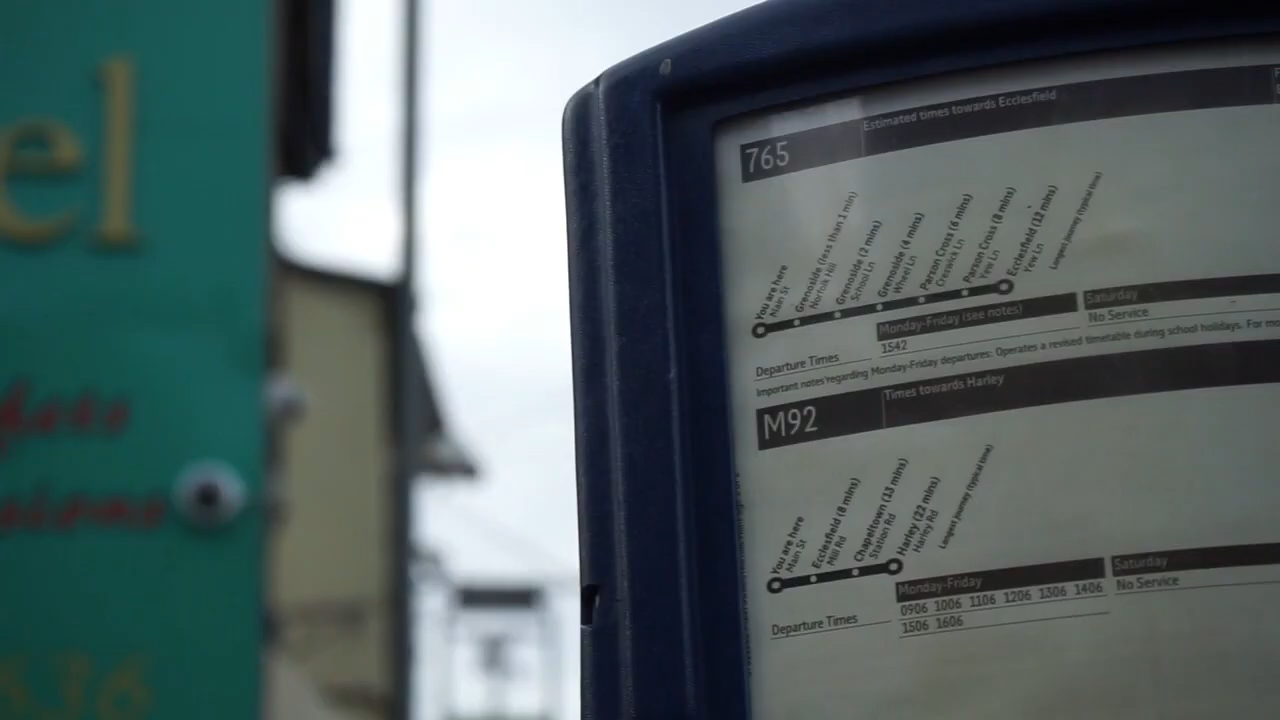 el
765
Estimated times towards Ecclesfield
You are here
Main St
Grenoside (less than 1 min)
Norfolk Hill
Grenoside (2 mins)
School Ln
Grenoside (4 mins)
Wheel Ln
Parson Cross (6 mins)
Creswick Ln
Parson Cross (8 mins)
Yew Ln
Ecclesfield (12 mins)
Yew Ln
Longest journey (typical time)
Departure Times
Monday-Friday (see notes)
1542
Saturday
No Service
Important notes regarding Monday-Friday departures: Operates a revised timetable during school holidays. For
M92
Times towards Harley
You are here
Main St
Ecclesfield (8 mins)
Mill Rd
Chapeltown (13 mins)
Station Rd
Harley (22 mins)
Harley Rd
Longest journey (typical time)
Departure Times
Monday-Friday
0906 1006 1106 1206 1306 1406
1506 1606
Saturday
No Service